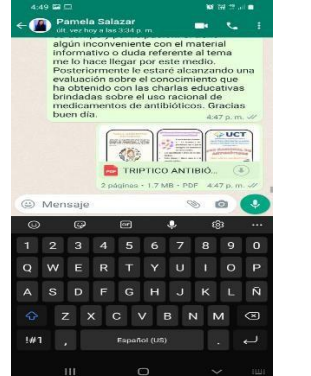 4:49
Pamela Salazar
últ. vez hoy a las 3:34 p. m.
algún inconveniente con el material
informativo o duda referente al tema
me lo hace llegar por este medio.
Posteriormente le estaré alcanzando una
evaluación sobre el conocimiento que
ha obtenido con las charlas educativas
brindadas sobre el uso racional de
medicamentos de antibióticos. Gracias
buen día.
4:47 p. m.
UCT
PDF TRIPTICO ANTIBIÓ...
2 páginas • 1.7 MB • PDF 4:47 p. m.
Mensaje
GIF
1 2 3 4 5 6 7 8 9 0
Q W E R T Y U I O P
A S D F G H J K L Ñ
Z X C V B N M
!#1 , Español (US) .